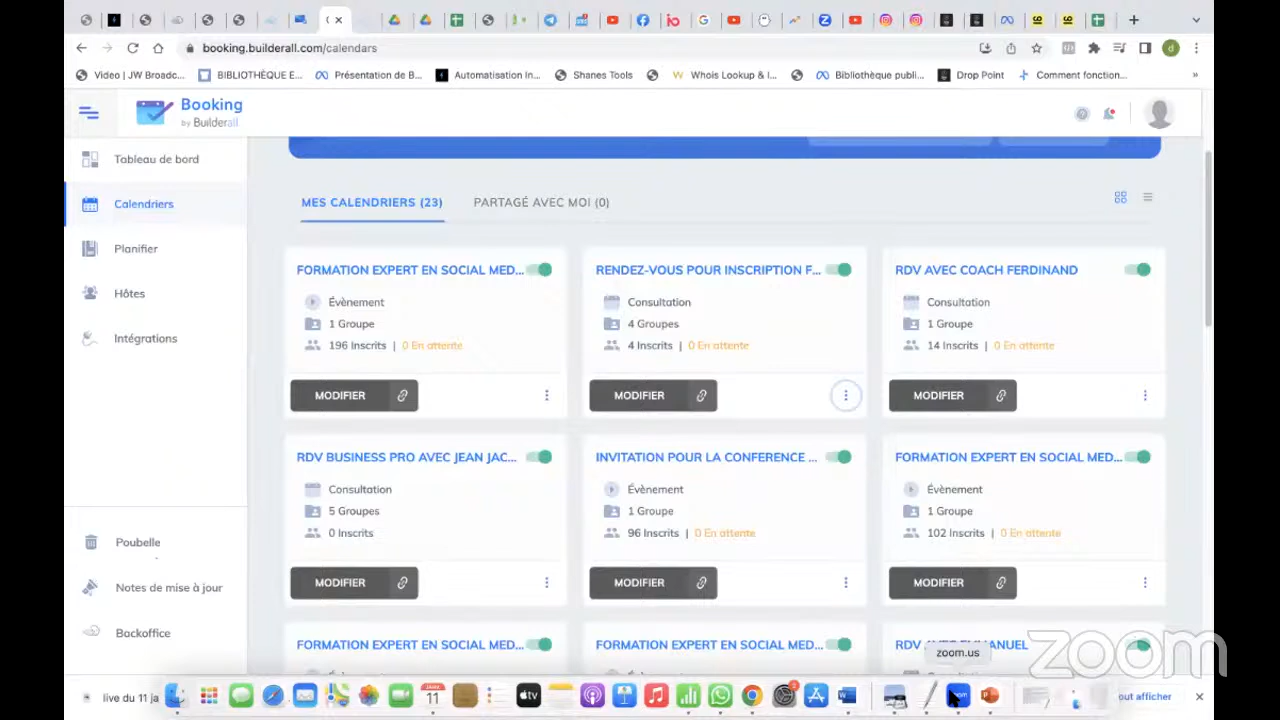 booking.builderall.com/calendars
Video | JW Broadc...
BIBLIOTHÈQUE E...
Présentation de B...
Automatisation In...
Shanes Tools
Whois Lookup & I...
Bibliothèque publi...
Drop Point
Comment fonction...
»
Booking
by Builderall
Tableau de bord
Calendriers
Planifier
Hôtes
Intégrations
Poubelle
Notes de mise à jour
Backoffice
MES CALENDRIERS (23)
PARTAGÉ AVEC MOI (0)
FORMATION EXPERT EN SOCIAL MED...
Évènement
1 Groupe
196 Inscrits | 0 En attente
MODIFIER
RENDEZ-VOUS POUR INSCRIPTION F...
Consultation
4 Groupes
4 Inscrits | 0 En attente
MODIFIER
RDV AVEC COACH FERDINAND
Consultation
1 Groupe
14 Inscrits | 0 En attente
MODIFIER
RDV BUSINESS PRO AVEC JEAN JAC...
Consultation
5 Groupes
0 Inscrits
MODIFIER
INVITATION POUR LA CONFERENCE ...
Évènement
1 Groupe
96 Inscrits | 0 En attente
MODIFIER
FORMATION EXPERT EN SOCIAL MED...
Évènement
1 Groupe
102 Inscrits | 0 En attente
MODIFIER
FORMATION EXPERT EN SOCIAL MED...
FORMATION EXPERT EN SOCIAL MED...
RDV AVEC EMMANUEL
zoom.us
zoom
live du 11 ja
11
tv
out afficher